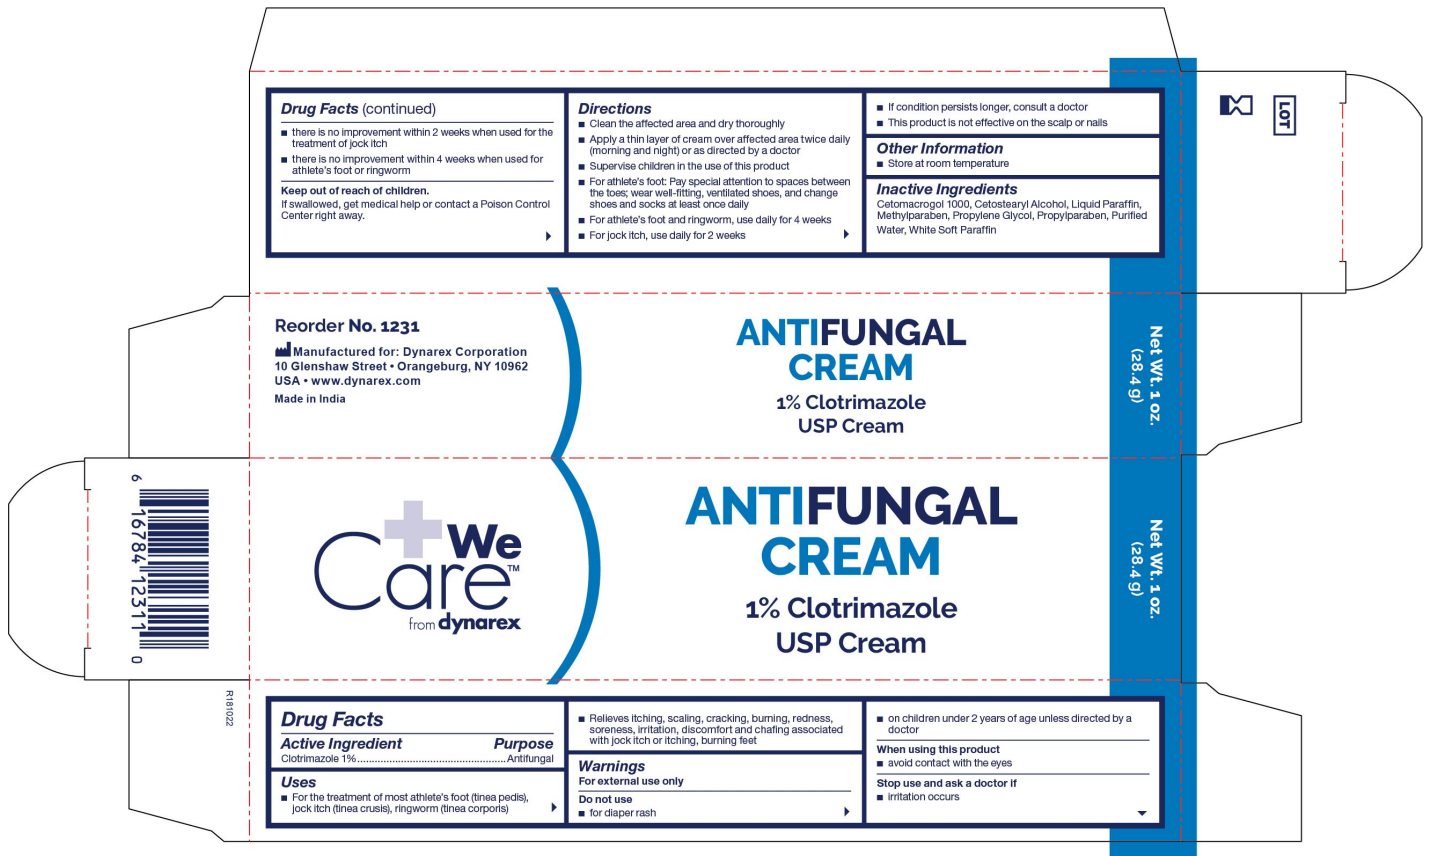 Drug Facts (continued)
■ there is no improvement within 2 weeks when used for the
treatment of jock itch
■ there is no improvement within 4 weeks when used for
athlete's foot or ringworm
Keep out of reach of children.
If swallowed, get medical help or contact a Poison Control
Center right away.
Directions
■ Clean the affected area and dry thoroughly
■ Apply a thin layer of cream over affected area twice daily
(morning and night) or as directed by a doctor
■ Supervise children in the use of this product
■ For athlete's foot: Pay special attention to spaces between
the toes; wear well-fitting, ventilated shoes, and change
shoes and socks at least once daily
■ For athlete's foot and ringworm, use daily for 4 weeks
■ For jock itch, use daily for 2 weeks
■ If condition persists longer, consult a doctor
■ This product is not effective on the scalp or nails
Other Information
■ Store at room temperature
Inactive Ingredients
Cetomacrogol 1000, Cetostearyl Alcohol, Liquid Paraffin,
Methylparaben, Propylene Glycol, Propylparaben, Purified
Water, White Soft Paraffin
LOT
Reorder No. 1231
Manufactured for: Dynarex Corporation
10 Glenshaw Street • Orangeburg, NY 10962
USA • www.dynarex.com
Made in India
ANTIFUNGAL
CREAM
1% Clotrimazole
USP Cream
Net Wt. 1 oz.
(28.4 g)
6 16784 12311 0
We
Care™
from dynarex
ANTIFUNGAL
CREAM
1% Clotrimazole
USP Cream
Net Wt. 1 oz.
(28.4 g)
R181022
Drug Facts
Active Ingredient Purpose
Clotrimazole 1%..................................................Antifungal
Uses
■ For the treatment of most athlete's foot (tinea pedis),
jock itch (tinea crusis), ringworm (tinea corporis)
■ Relieves itching, scaling, cracking, burning, redness,
soreness, irritation, discomfort and chafing associated
with jock itch or itching, burning feet
Warnings
For external use only
Do not use
■ for diaper rash
■ on children under 2 years of age unless directed by a
doctor
When using this product
■ avoid contact with the eyes
Stop use and ask a doctor if
■ irritation occurs